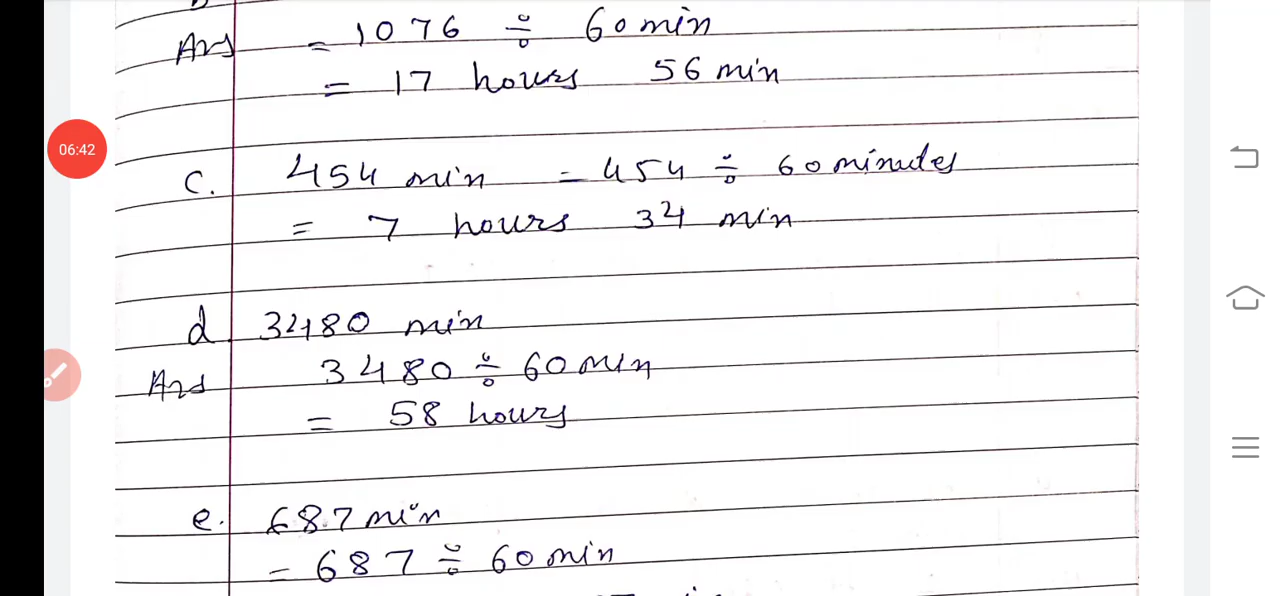 Ans = 1076 ÷ 60 min
= 17 hours 56 min
06:42
c. 454 min = 454 ÷ 60 minutes
= 7 hours 34 min
d 3480 min
Ans 3480 ÷ 60 min
= 58 hours
e. 687 min
= 687 ÷ 60 min